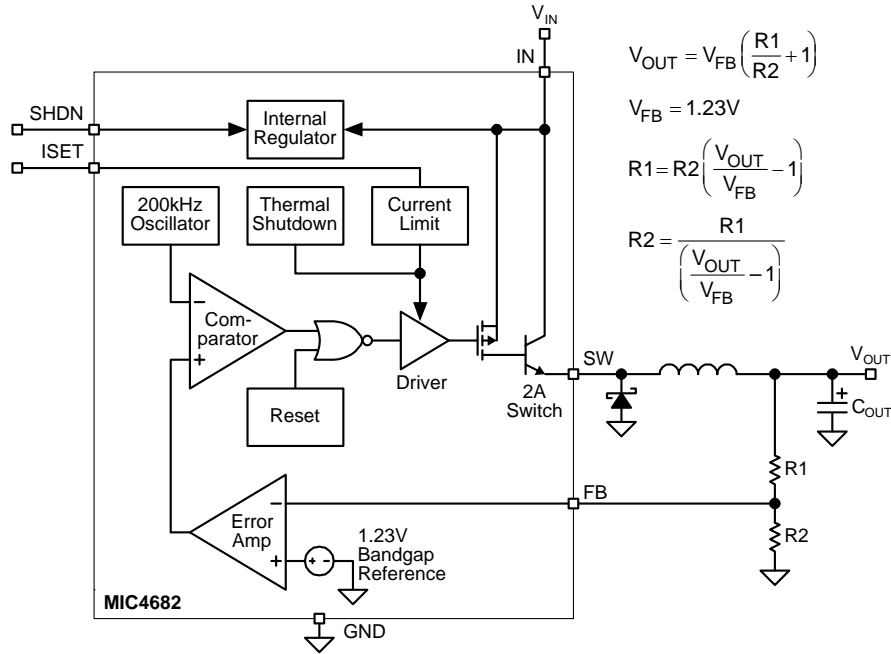 V_IN
IN
V_OUT = V_FB (R1/R2 + 1)
V_FB = 1.23V
R1 = R2 (V_OUT/V_FB − 1)
R2 = R1/(V_OUT/V_FB − 1)
SHDN
ISET
Internal
Regulator
200kHz
Oscillator
Thermal
Shutdown
Current
Limit
−
Com-
parator
+
Driver
Reset
SW
2A
Switch
V_OUT
+
C_OUT
R1
FB
R2
−
Error
Amp
+
+ -
1.23V
Bandgap
Reference
MIC4682
GND